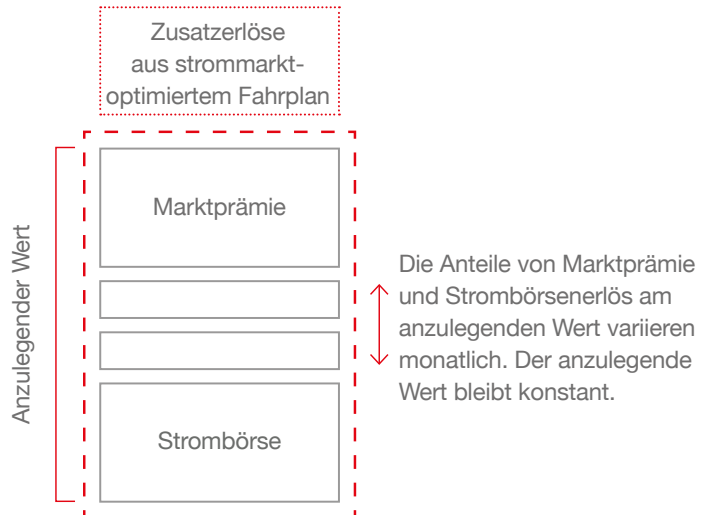 Zusatzerlöse
aus strommarkt-
optimiertem Fahrplan
Anzulegender Wert
Marktprämie
Die Anteile von Marktprämie
und Strombörsenerlös am
anzulegenden Wert variieren
monatlich. Der anzulegende
Wert bleibt konstant.
Strombörse